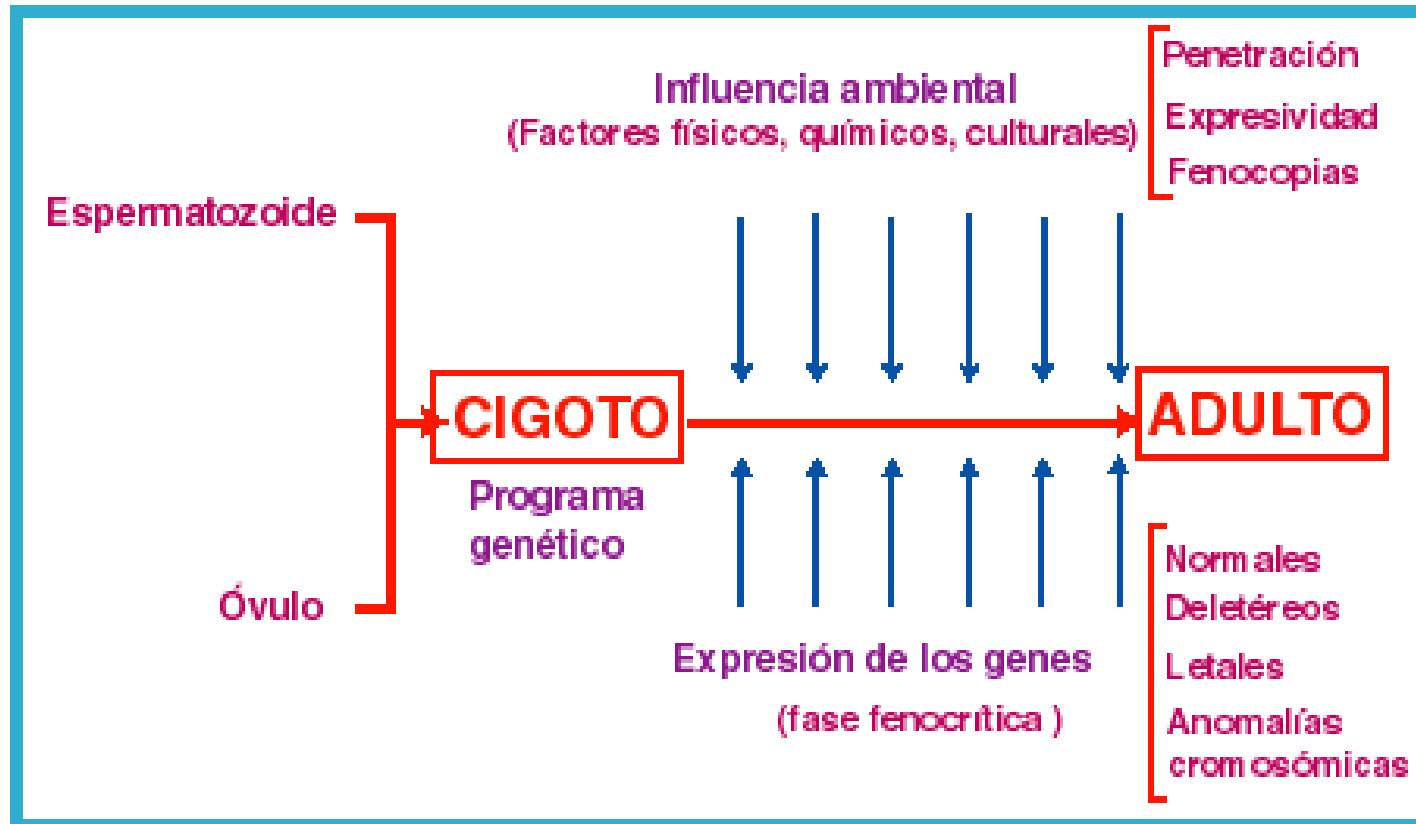 Influencia ambiental
(Factores físicos, químicos, culturales)
Penetración
Expresividad
Fenocopias
Espermatozoide
CIGOTO
ADULTO
Programa
genético
Óvulo
Expresión de los genes
(fase fenocrítica )
Normales
Deletéreos
Letales
Anomalías
cromosómicas